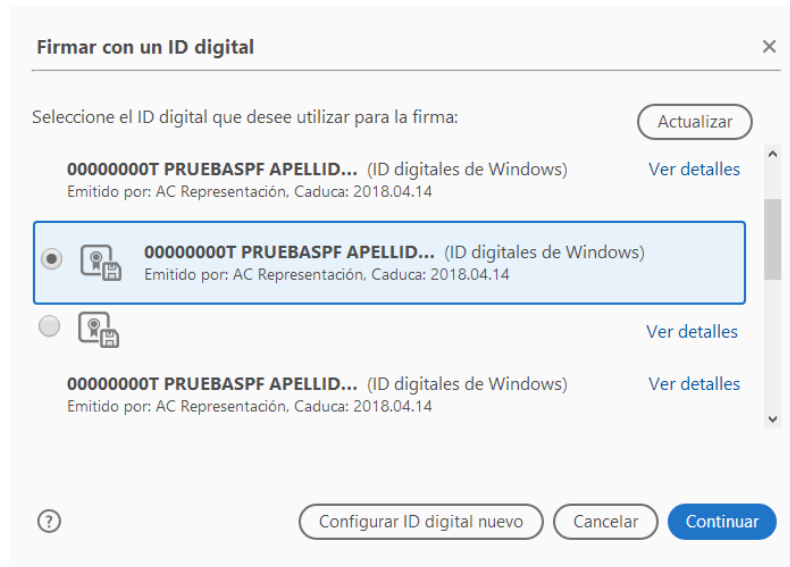 Firmar con un ID digital
Seleccione el ID digital que desee utilizar para la firma:
Actualizar
00000000T PRUEBASPF APELLID... (ID digitales de Windows) Ver detalles
Emitido por: AC Representación, Caduca: 2018.04.14
00000000T PRUEBASPF APELLID... (ID digitales de Windows)
Emitido por: AC Representación, Caduca: 2018.04.14
Ver detalles
00000000T PRUEBASPF APELLID... (ID digitales de Windows) Ver detalles
Emitido por: AC Representación, Caduca: 2018.04.14
? Configurar ID digital nuevo Cancelar Continuar